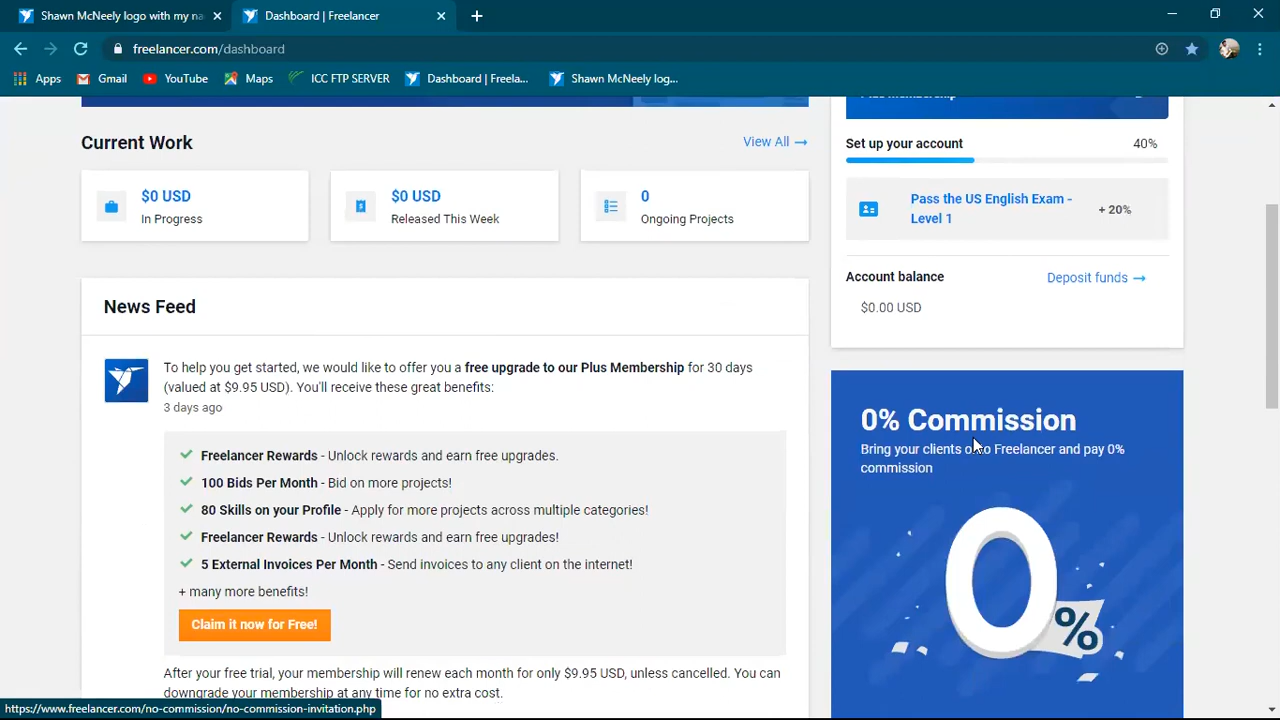 Shawn McNeely logo with my na
Dashboard | Freelancer
freelancer.com/dashboard
Apps
Gmail
YouTube
Maps
ICC FTP SERVER
Dashboard | Freela...
Shawn McNeely log...
Current Work
View All →
$0 USD
In Progress
$0 USD
Released This Week
0
Ongoing Projects
News Feed
To help you get started, we would like to offer you a free upgrade to our Plus Membership for 30 days
(valued at $9.95 USD). You'll receive these great benefits:
3 days ago
Freelancer Rewards - Unlock rewards and earn free upgrades.
100 Bids Per Month - Bid on more projects!
80 Skills on your Profile - Apply for more projects across multiple categories!
Freelancer Rewards - Unlock rewards and earn free upgrades!
5 External Invoices Per Month - Send invoices to any client on the internet!
+ many more benefits!
Claim it now for Free!
After your free trial, your membership will renew each month for only $9.95 USD, unless cancelled. You can
downgrade your membership at any time for no extra cost.
Set up your account
40%
Pass the US English Exam -
Level 1
+ 20%
Account balance
Deposit funds →
$0.00 USD
0% Commission
Bring your clients onto Freelancer and pay 0%
commission
0
%
https://www.freelancer.com/no-commission/no-commission-invitation.php